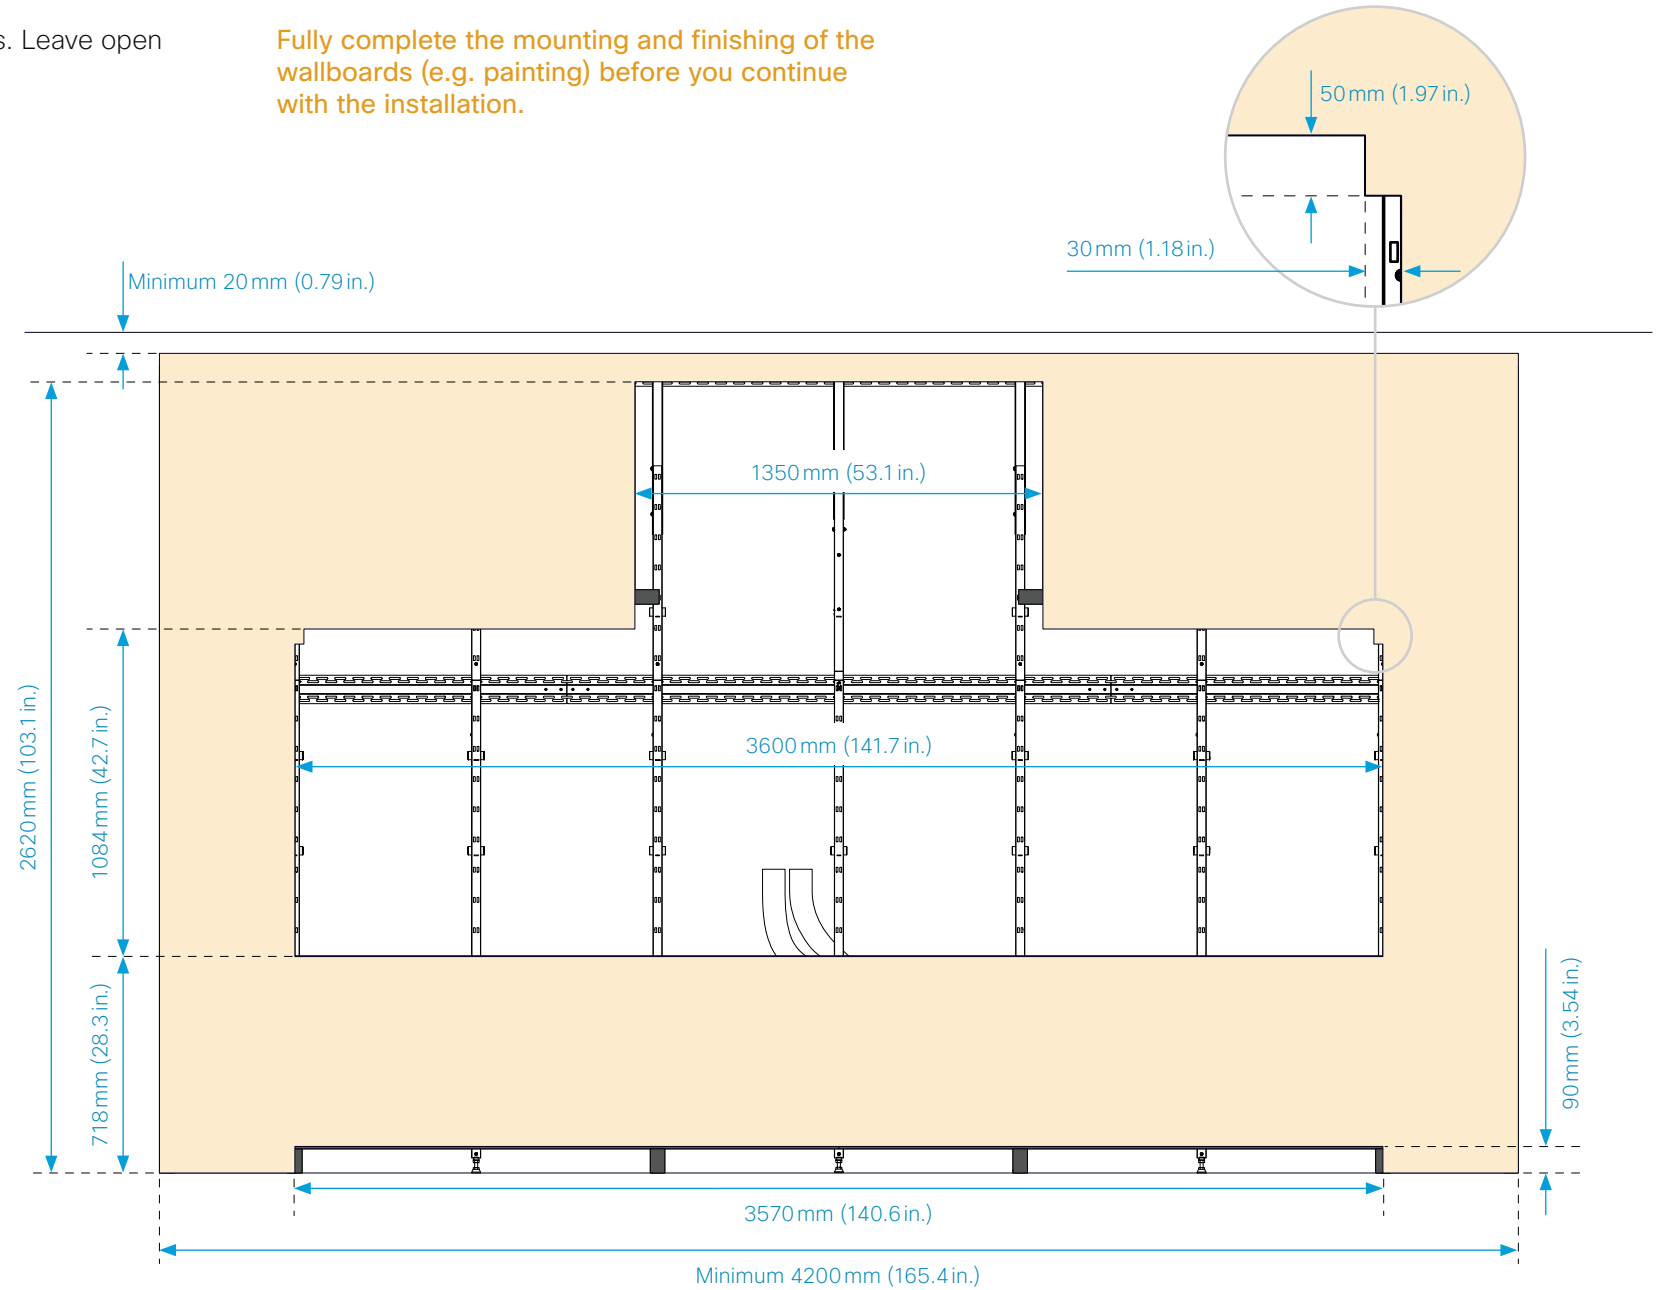 s. Leave open
Fully complete the mounting and finishing of the
wallboards (e.g. painting) before you continue
with the installation.
50 mm (1.97 in.)
30 mm (1.18 in.)
Minimum 20 mm (0.79 in.)
1350 mm (53.1 in.)
3600 mm (141.7 in.)
2620 mm (103.1 in.)
1084 mm (42.7 in.)
718 mm (28.3 in.)
90 mm (3.54 in.)
3570 mm (140.6 in.)
Minimum 4200 mm (165.4 in.)